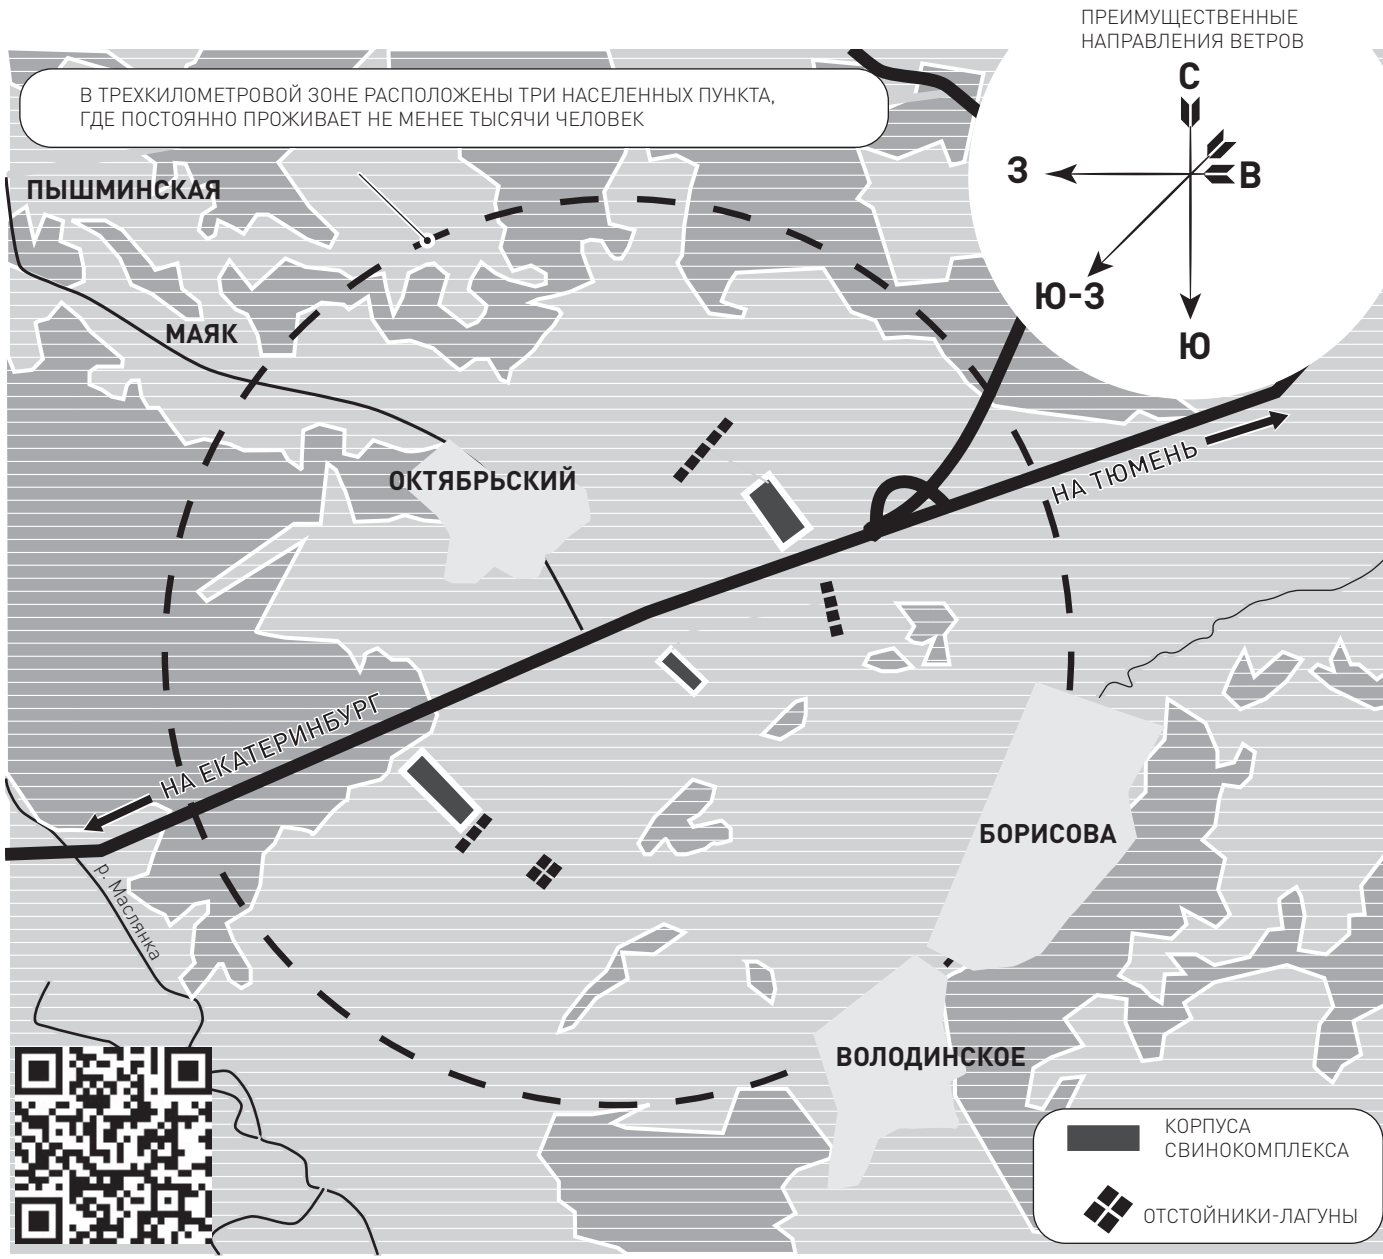 ПРЕИМУЩЕСТВЕННЫЕ
НАПРАВЛЕНИЯ ВЕТРОВ
С
З
В
Ю-З
Ю
В ТРЕХКИЛОМЕТРОВОЙ ЗОНЕ РАСПОЛОЖЕНЫ ТРИ НАСЕЛЕННЫХ ПУНКТА,
ГДЕ ПОСТОЯННО ПРОЖИВАЕТ НЕ МЕНЕЕ ТЫСЯЧИ ЧЕЛОВЕК
ПЫШМИНСКАЯ
МАЯК
ОКТЯБРЬСКИЙ
НА ТЮМЕНЬ
НА ЕКАТЕРИНБУРГ
БОРИСОВА
р. Маслянка
ВОЛОДИНСКОЕ
КОРПУСА
СВИНОКОМПЛЕКСА
ОТСТОЙНИКИ-ЛАГУНЫ